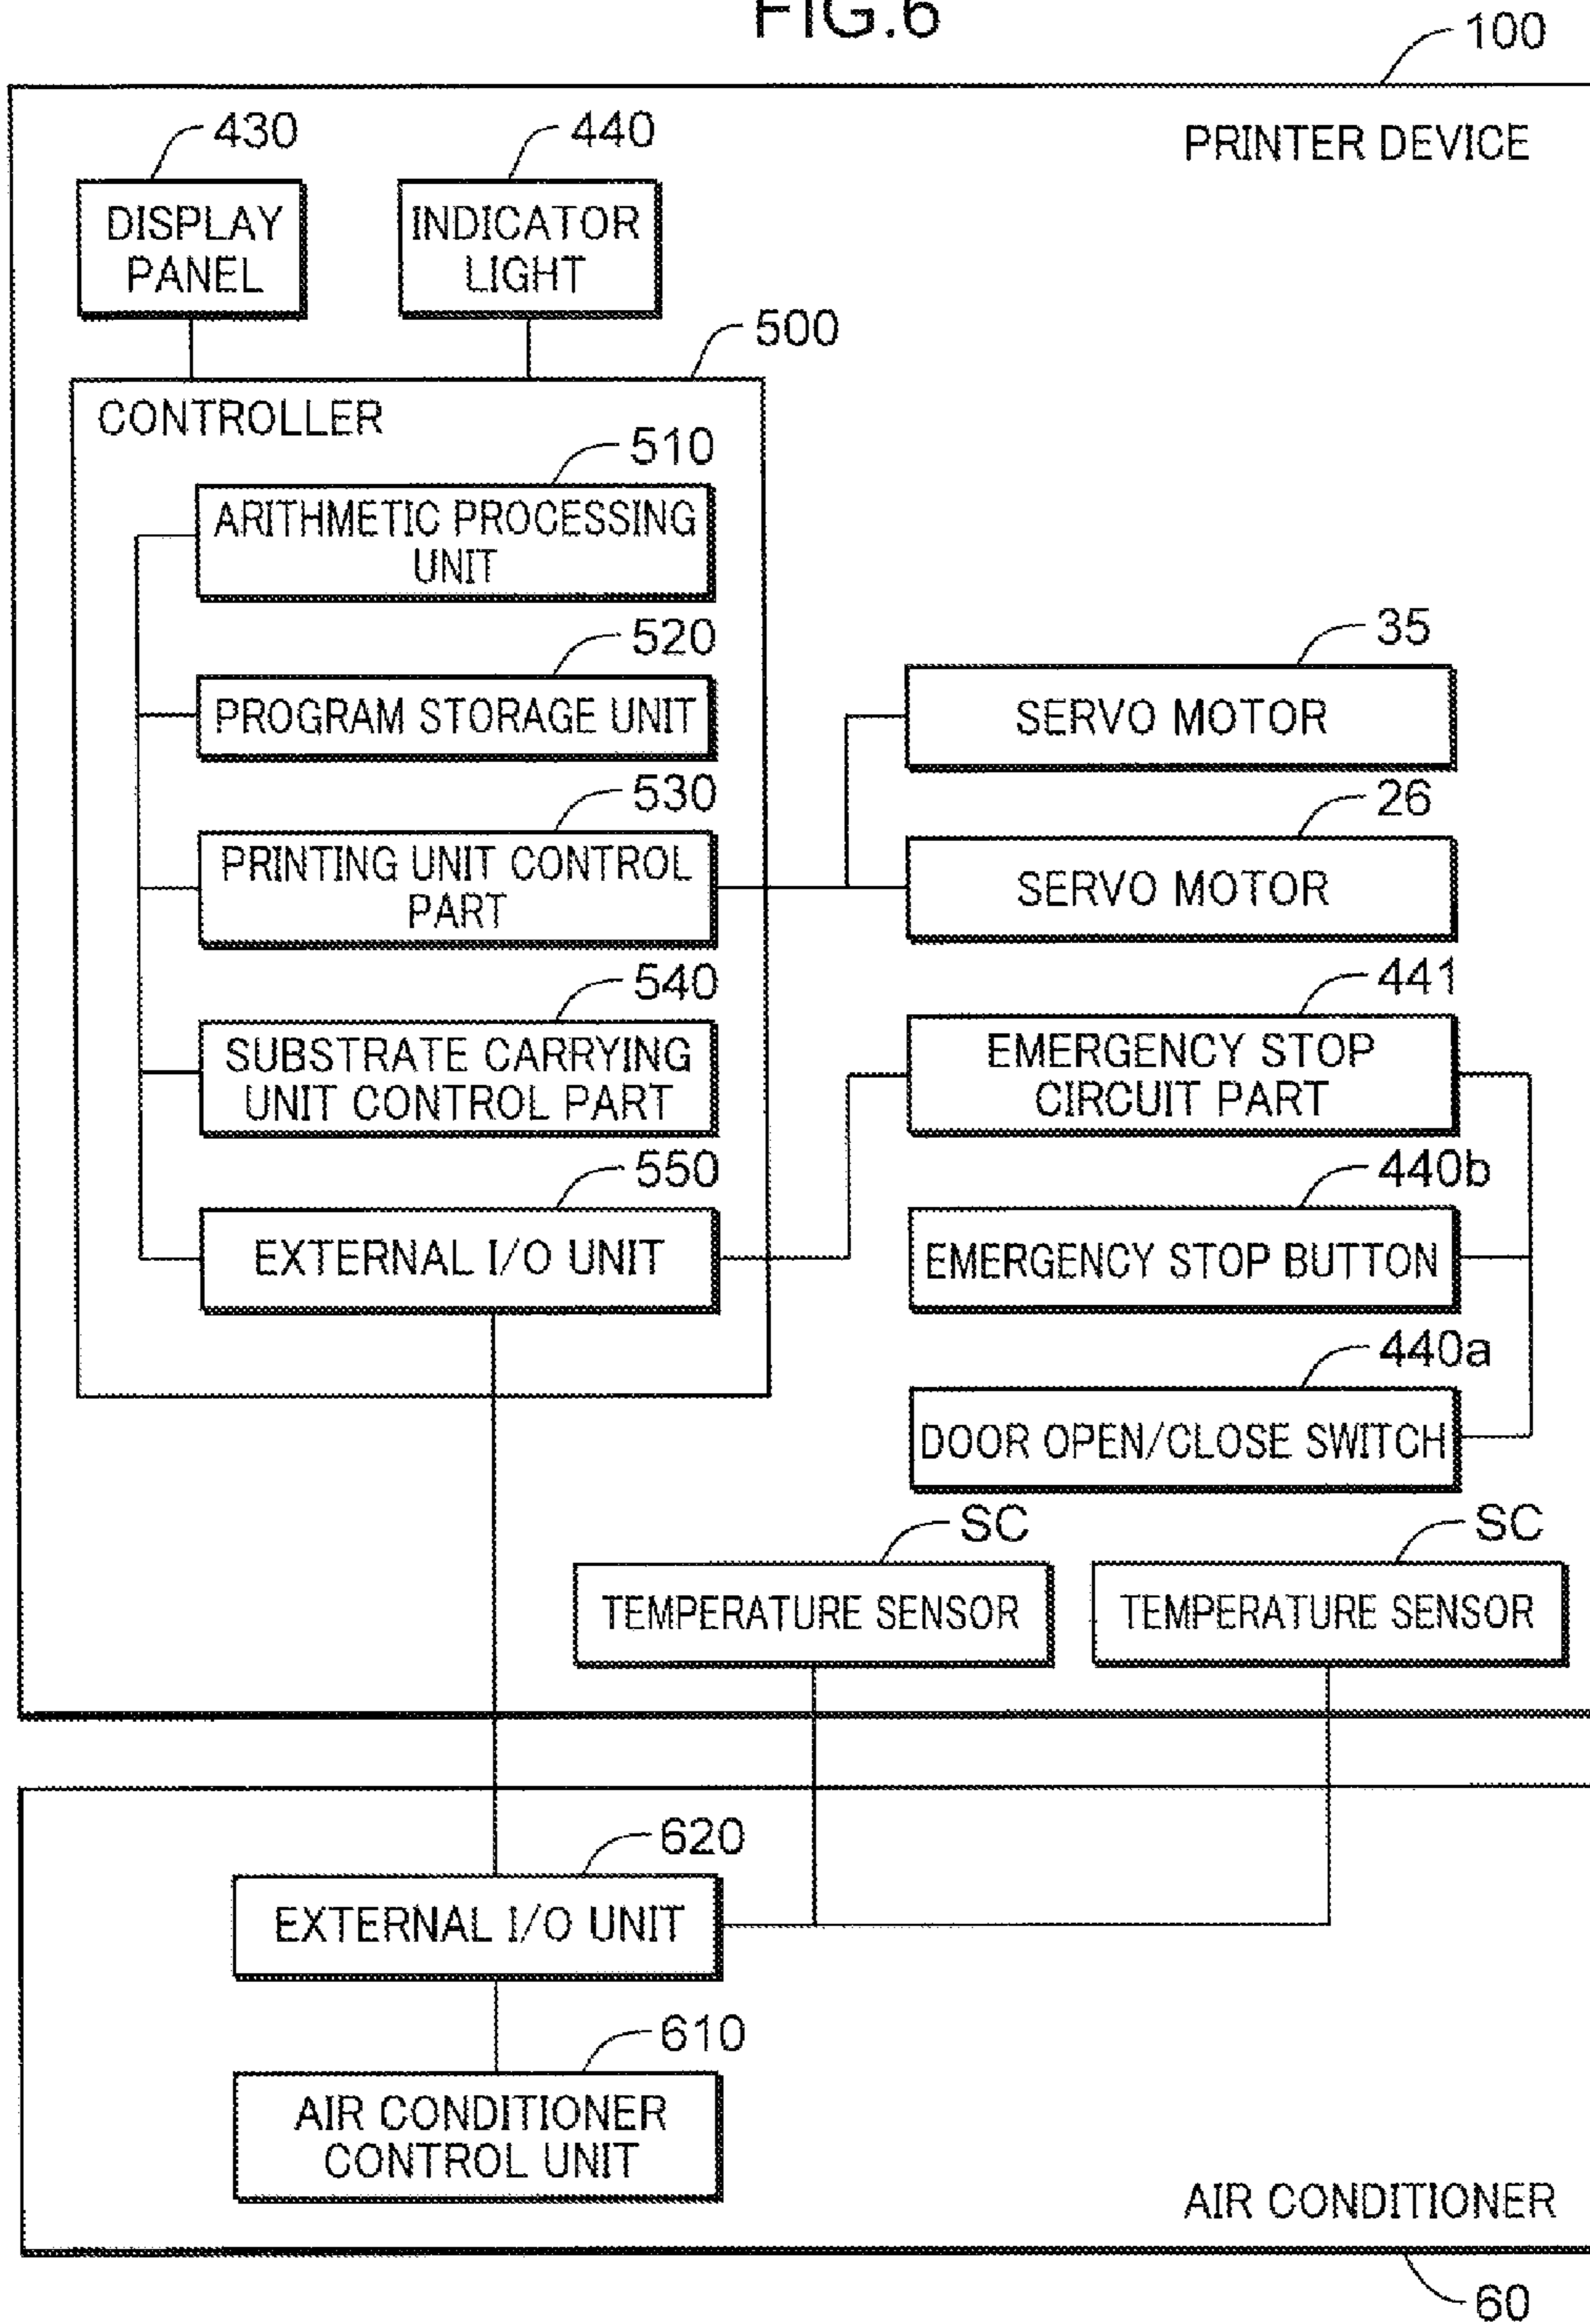 FIG.6
100
PRINTER DEVICE
430
440
DISPLAY
PANEL
INDICATOR
LIGHT
500
CONTROLLER
510
ARITHMETIC PROCESSING
UNIT
520
PROGRAM STORAGE UNIT
35
SERVO MOTOR
530
PRINTING UNIT CONTROL
PART
26
SERVO MOTOR
540
SUBSTRATE CARRYING
UNIT CONTROL PART
441
EMERGENCY STOP
CIRCUIT PART
550
EXTERNAL I/O UNIT
440b
EMERGENCY STOP BUTTON
440a
DOOR OPEN/CLOSE SWITCH
SC
TEMPERATURE SENSOR
SC
TEMPERATURE SENSOR
620
EXTERNAL I/O UNIT
610
AIR CONDITIONER
CONTROL UNIT
AIR CONDITIONER
60